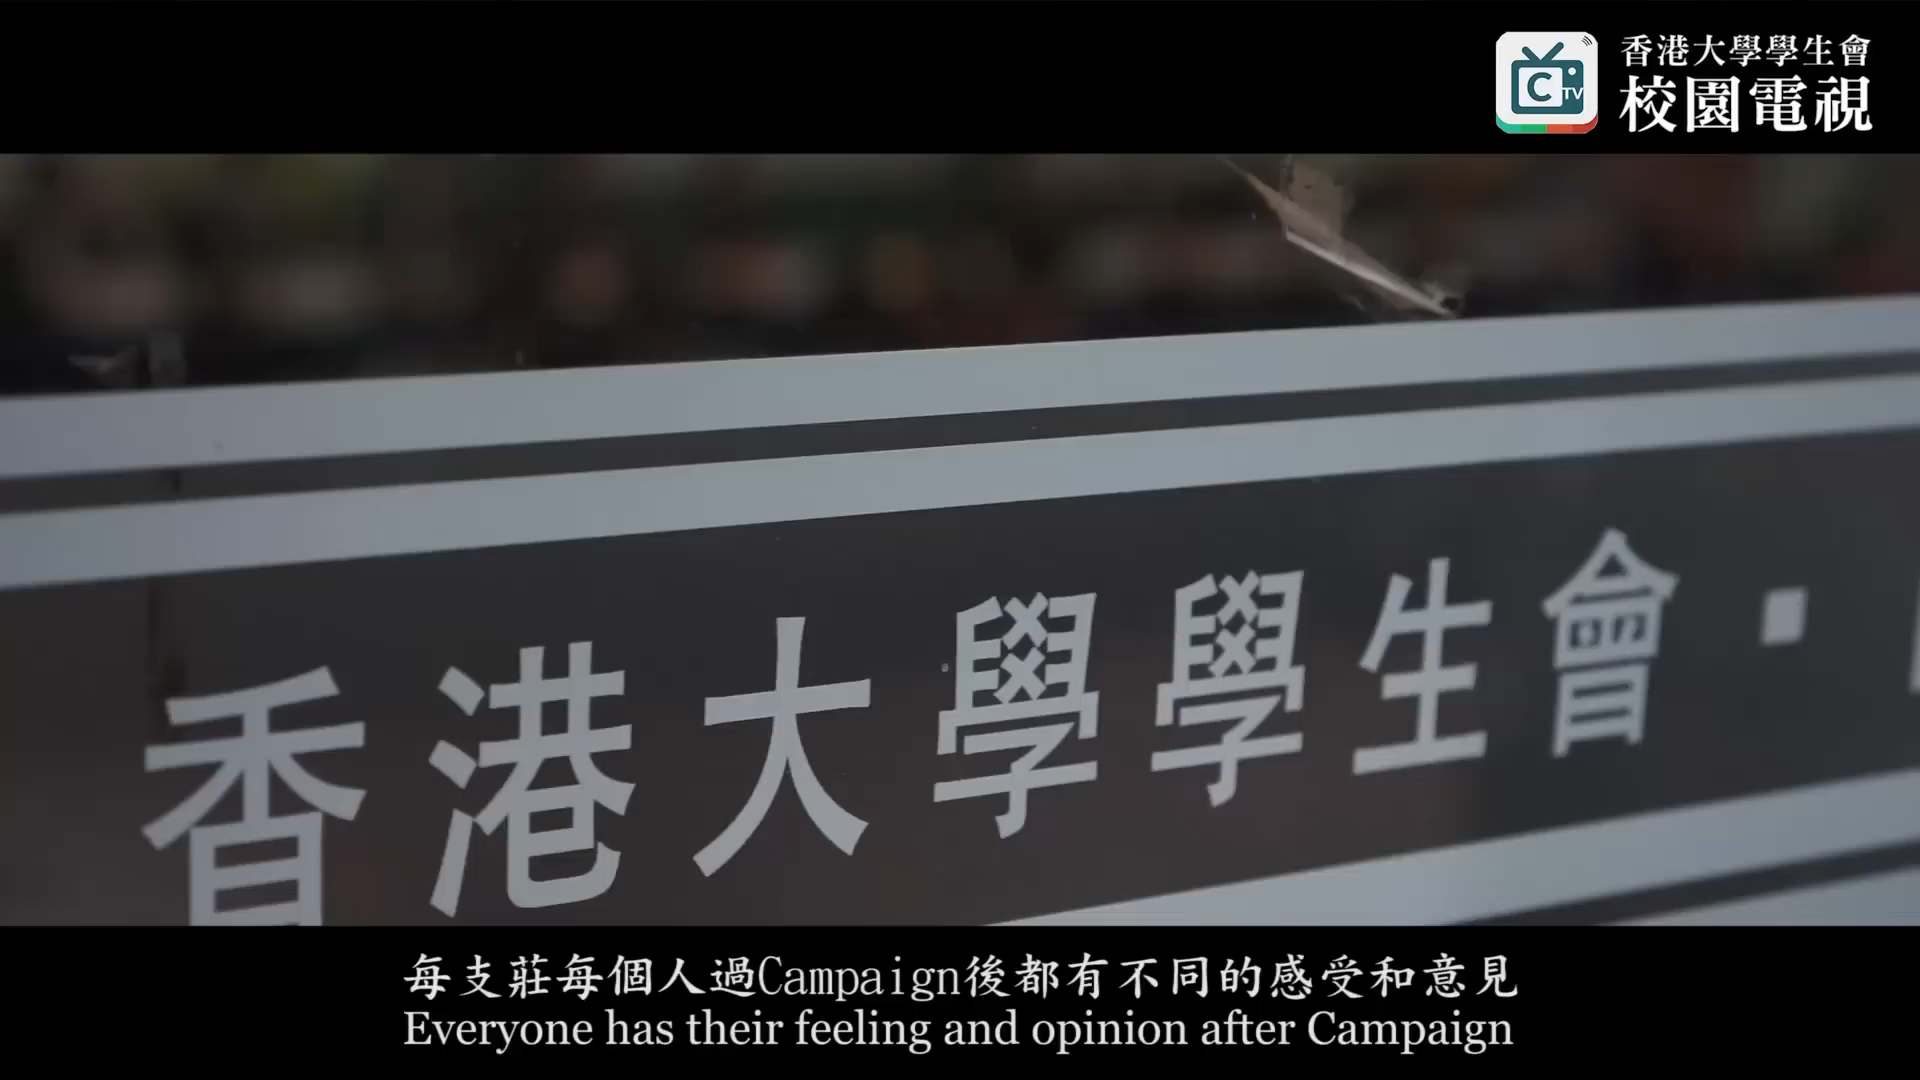 香港大學學生會
校園電視
C TV
香港大學學生會·
每支莊每個人過Campaign後都有不同的感受和意見
Everyone has their feeling and opinion after Campaign